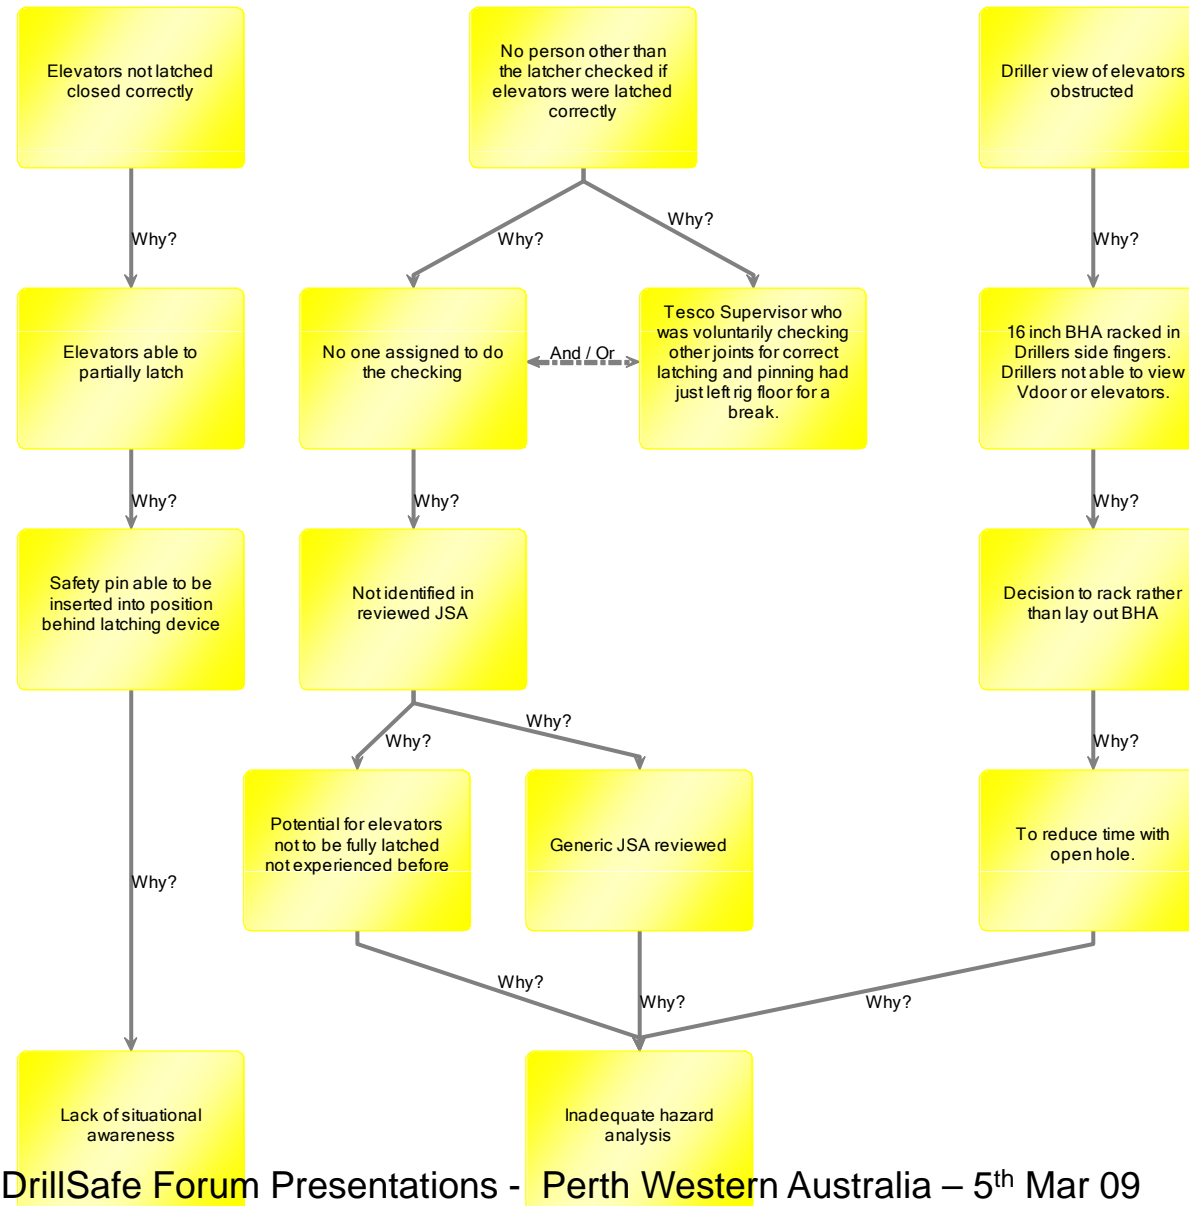 Elevators not latched
closed correctly
No person other than
the latcher checked if
elevators were latched
correctly
Driller view of elevators
obstructed
Why?
Why?
Why?
Why?
Elevators able to
partially latch
No one assigned to do
the checking
And / Or
Tesco Supervisor who
was voluntarily checking
other joints for correct
latching and pinning had
just left rig floor for a
break.
16 inch BHA racked in
Drillers side fingers.
Drillers not able to view
Vdoor or elevators.
Why?
Why?
Why?
Safety pin able to be
inserted into position
behind latching device
Not identified in
reviewed JSA
Decision to rack rather
than lay out BHA
Why?
Why?
Why?
Potential for elevators
not to be fully latched
not experienced before
Generic JSA reviewed
To reduce time with
open hole.
Why?
Why?
Why?
Why?
Lack of situational
awareness
Inadequate hazard
analysis
DrillSafe Forum Presentations - Perth Western Australia – 5th Mar 09